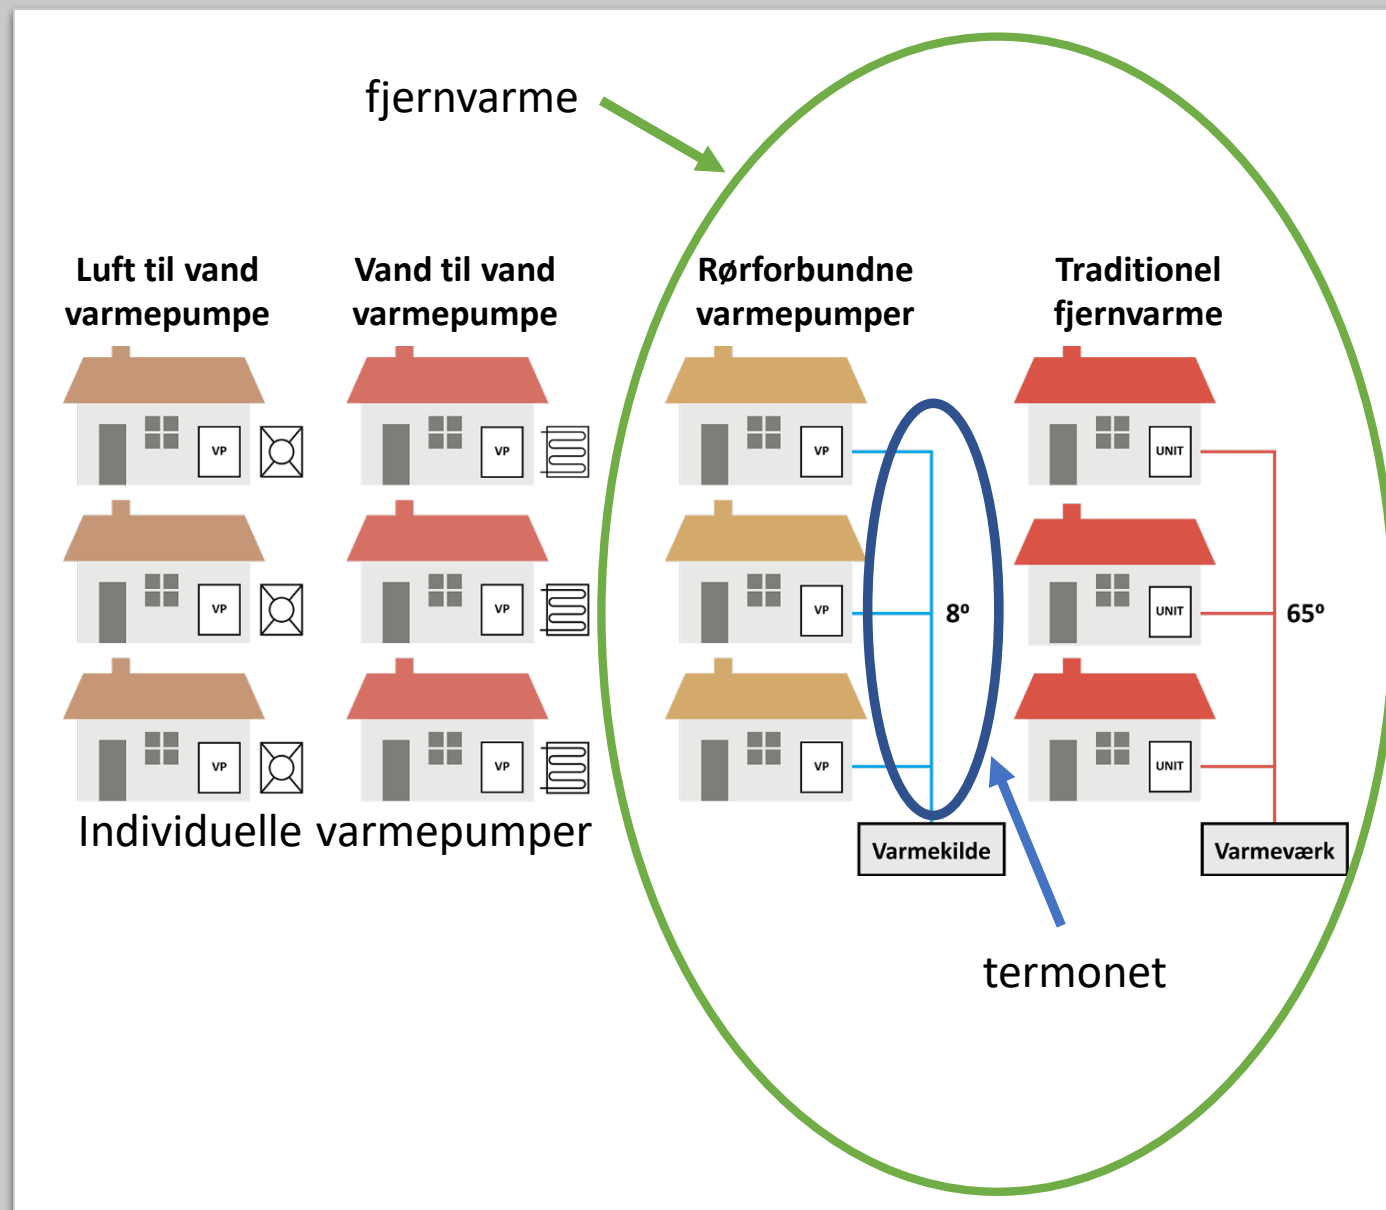 fjernvarme
Luft til vand
varmepumpe
Vand til vand
varmepumpe
Rørforbundne
varmepumper
Traditionel
fjernvarme
VP
VP
VP
UNIT
VP
VP
VP
8º
UNIT
65º
VP
VP
VP
UNIT
Individuelle varmepumper
Varmekilde
Varmeværk
termonet